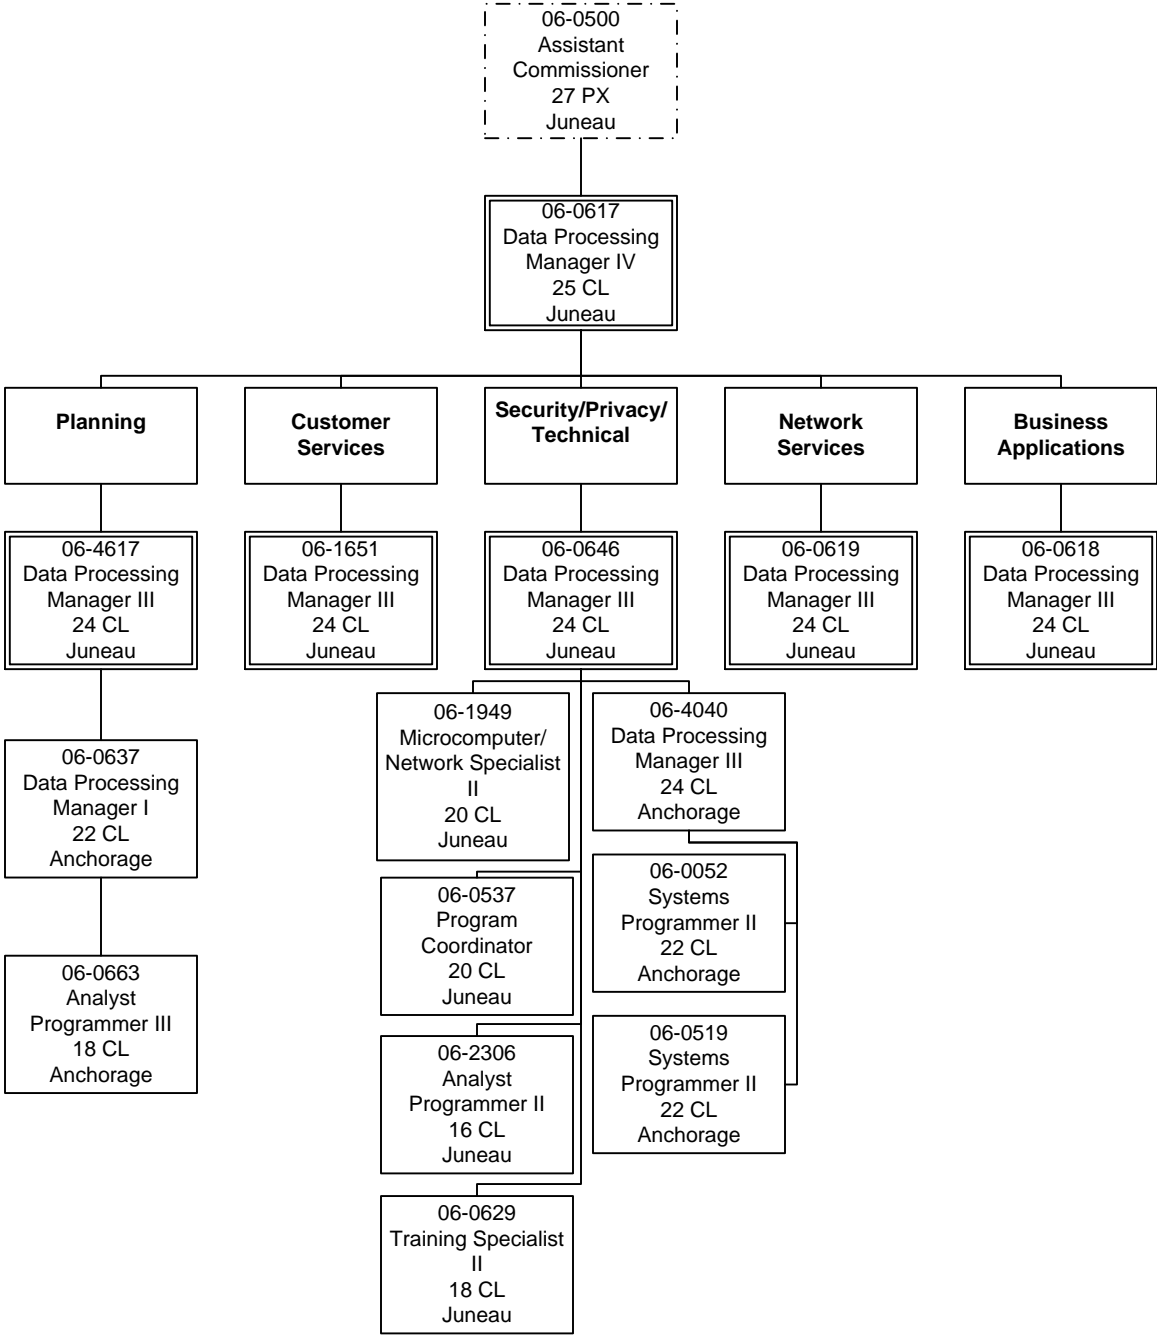 06-0500
Assistant
Commissioner
27 PX
Juneau
06-0617
Data Processing
Manager IV
25 CL
Juneau
Planning
Customer
Services
Security/Privacy/
Technical
Network
Services
Business
Applications
06-4617
Data Processing
Manager III
24 CL
Juneau
06-1651
Data Processing
Manager III
24 CL
Juneau
06-0646
Data Processing
Manager III
24 CL
Juneau
06-0619
Data Processing
Manager III
24 CL
Juneau
06-0618
Data Processing
Manager III
24 CL
Juneau
06-0637
Data Processing
Manager I
22 CL
Anchorage
06-0663
Analyst
Programmer III
18 CL
Anchorage
06-1949
Microcomputer/
Network Specialist
II
20 CL
Juneau
06-0537
Program
Coordinator
20 CL
Juneau
06-2306
Analyst
Programmer II
16 CL
Juneau
06-0629
Training Specialist
II
18 CL
Juneau
06-4040
Data Processing
Manager III
24 CL
Anchorage
06-0052
Systems
Programmer II
22 CL
Anchorage
06-0519
Systems
Programmer II
22 CL
Anchorage